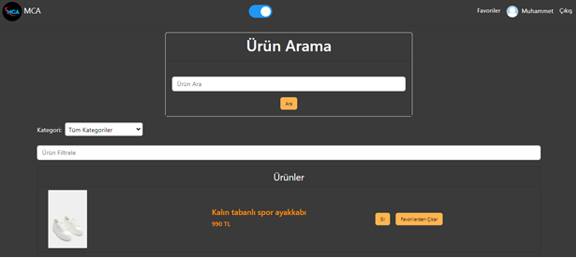 MCA MCA
Favoriler Muhammet Çıkış
Ürün Arama
Ürün Ara
Ara
Kategori: Tüm Kategoriler
Ürün Filtrele
Ürünler
Kalın tabanlı spor ayakkabı
990 TL
Sil Favorilerden Çıkar